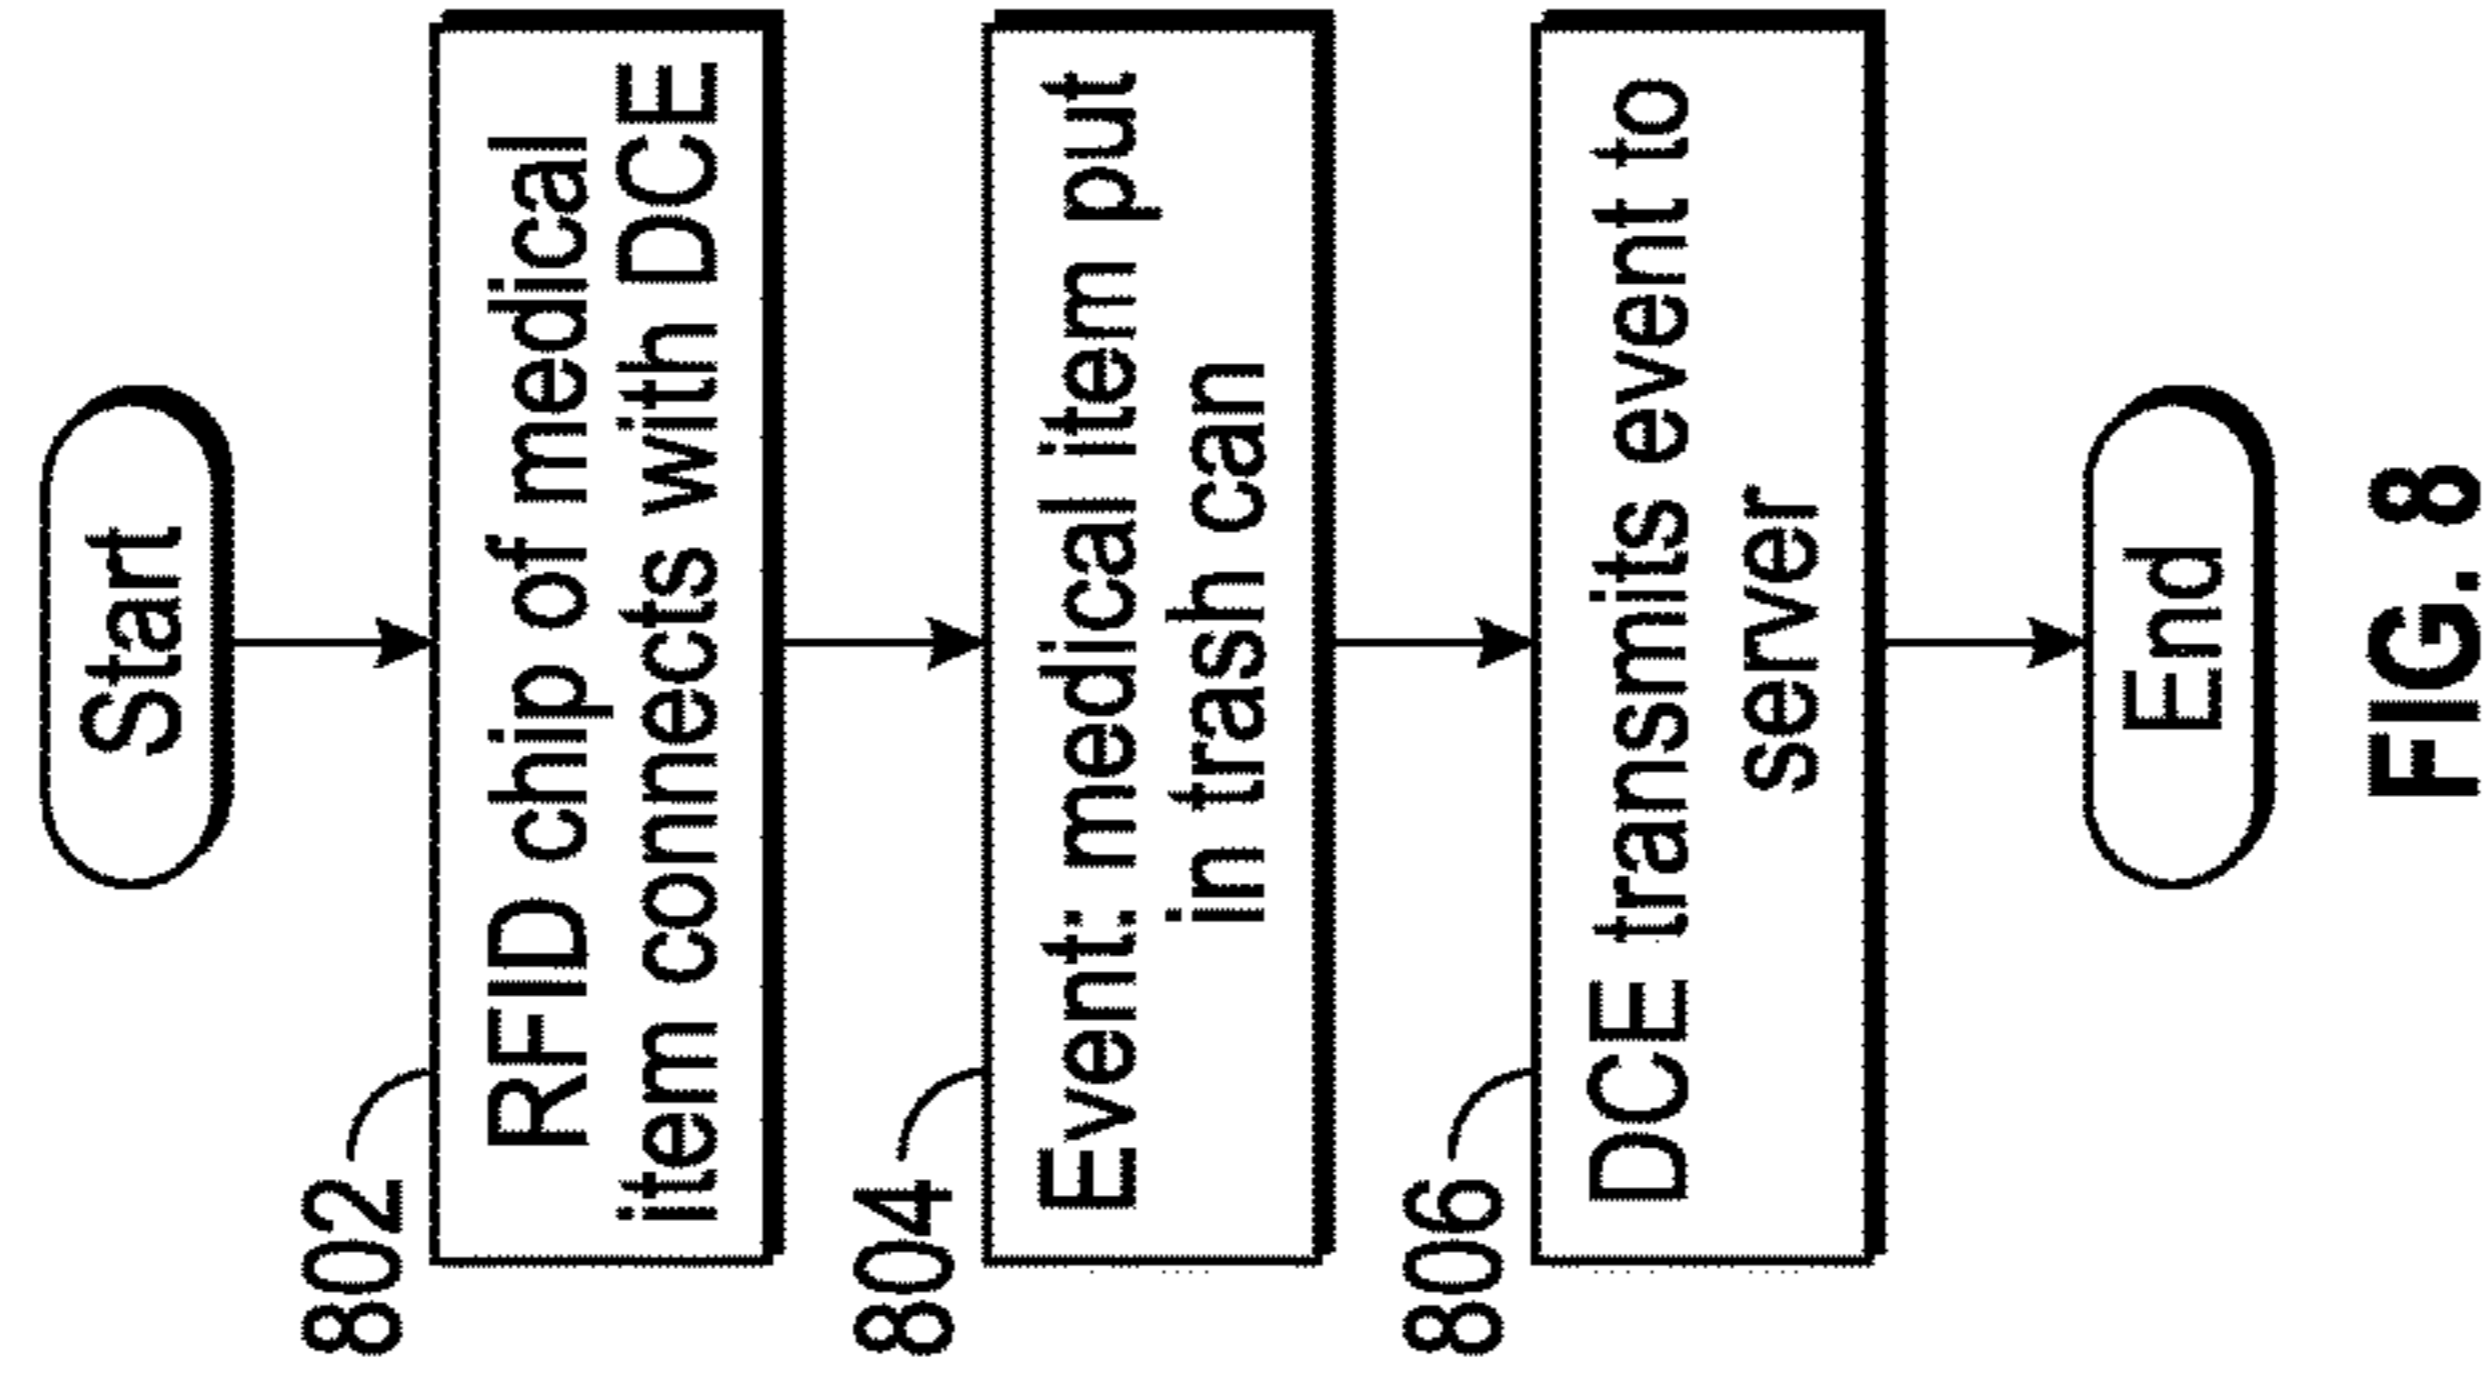 Start
802
RFID chip of medical
item connects with DCE
804
Event: medical item put
in trash can
806
DCE transmits event to
server
End
FIG. 8